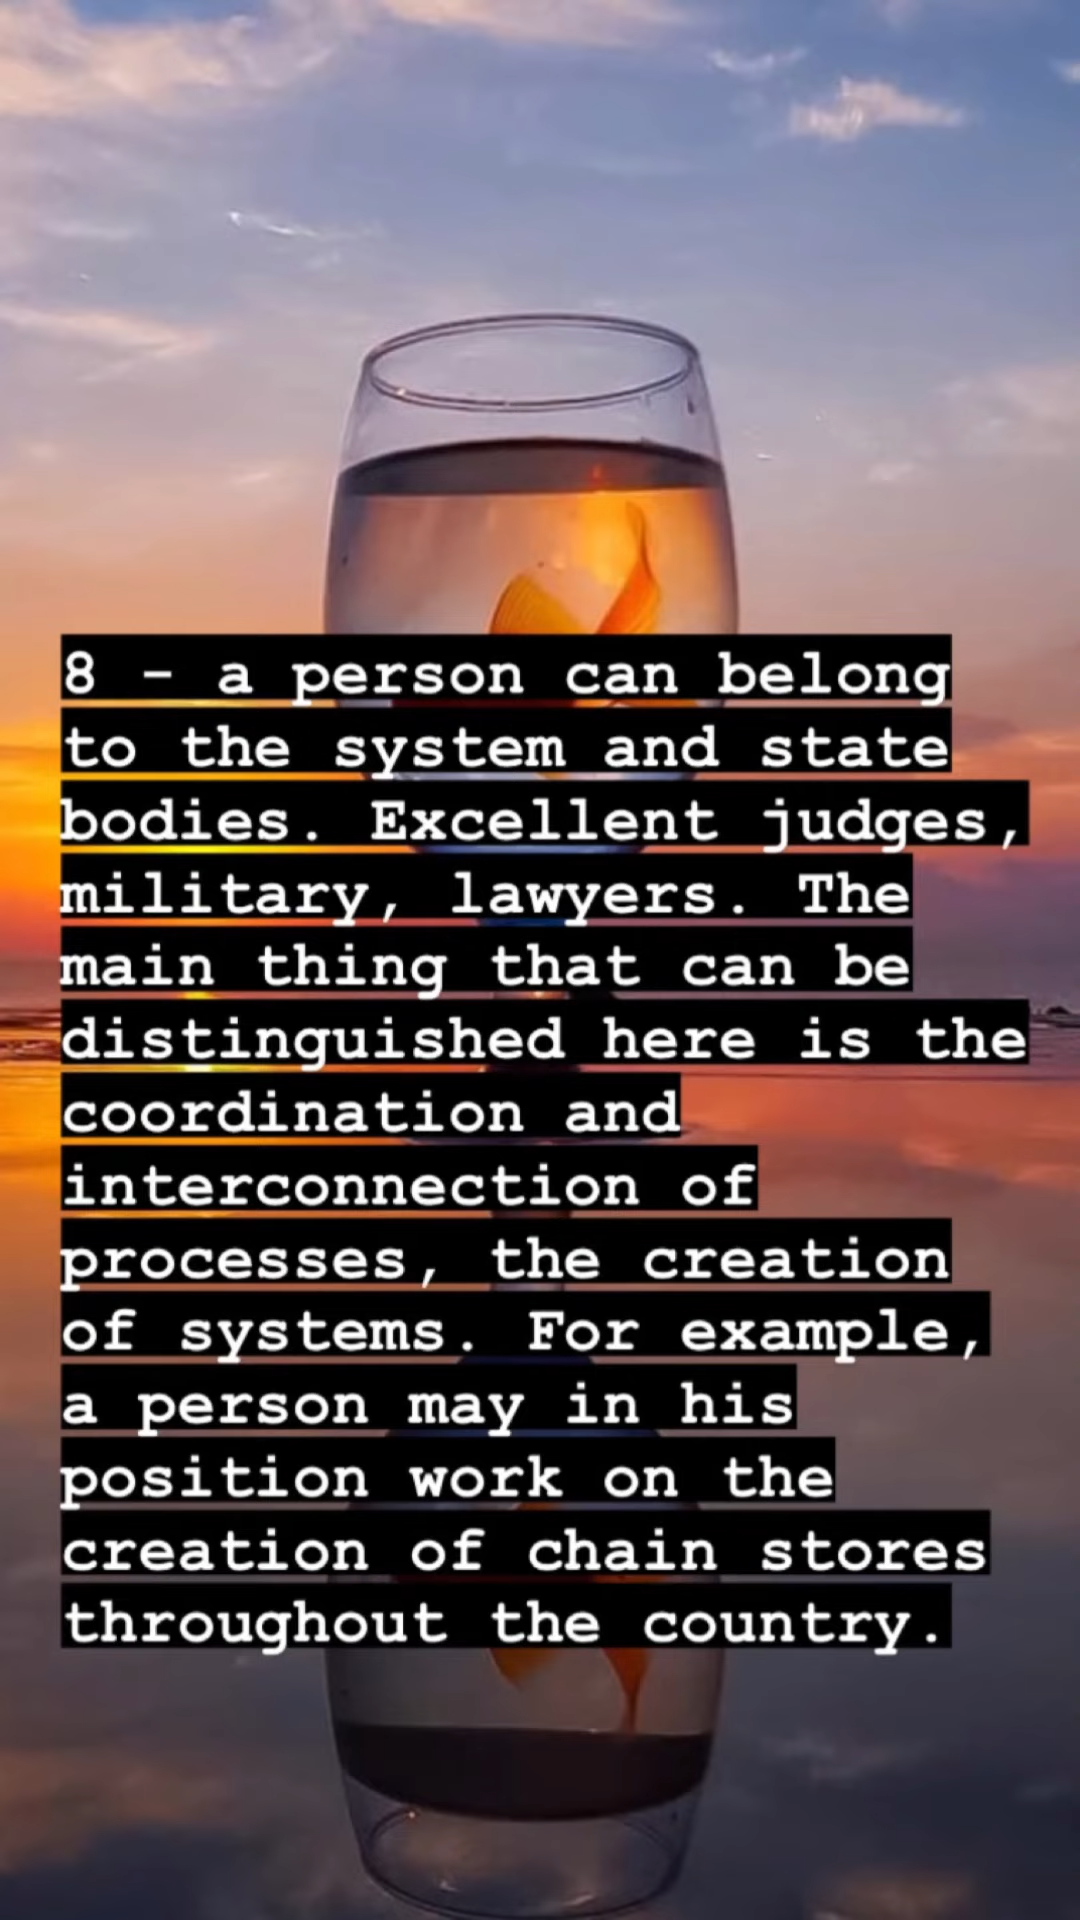 8 - a person can belong
to the system and state
bodies. Excellent judges,
military, lawyers. The
main thing that can be
distinguished here is the
coordination and
interconnection of
processes, the creation
of systems. For example,
a person may in his
position work on the
creation of chain stores
throughout the country.